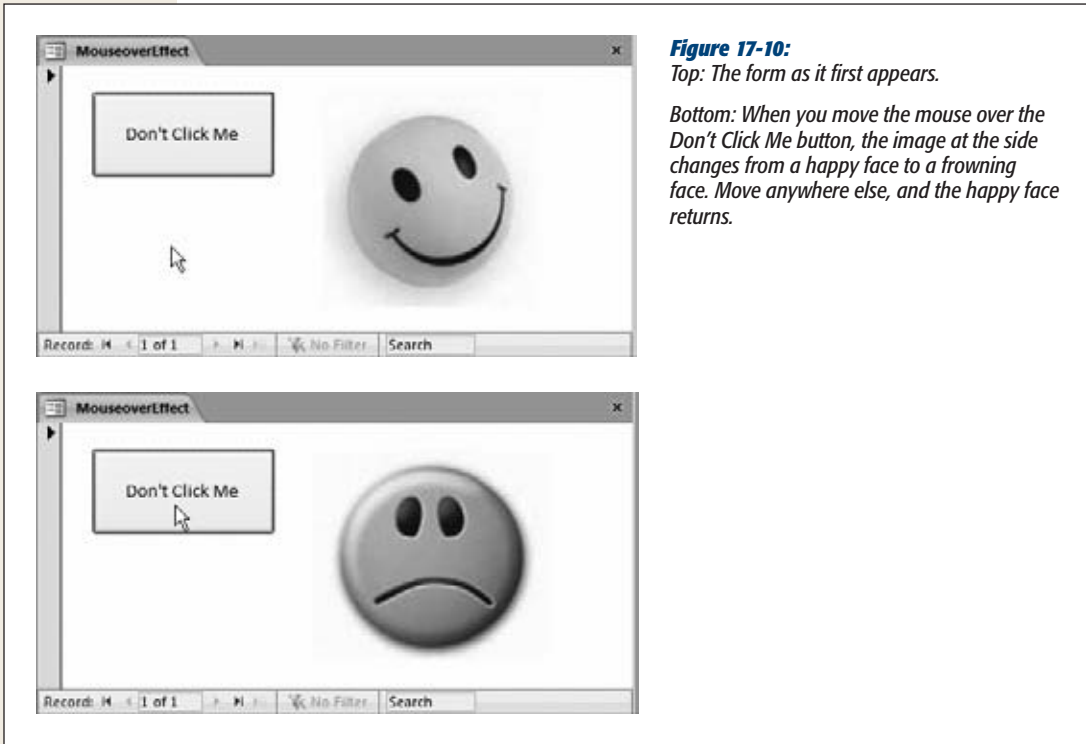 MouseoverEffect
Don't Click Me
Record: 1 of 1 No Filter Search
Figure 17-10:
Top: The form as it first appears.
Bottom: When you move the mouse over the
Don't Click Me button, the image at the side
changes from a happy face to a frowning
face. Move anywhere else, and the happy face
returns.
MouseoverEffect
Don't Click Me
Record: 1 of 1 No Filter Search